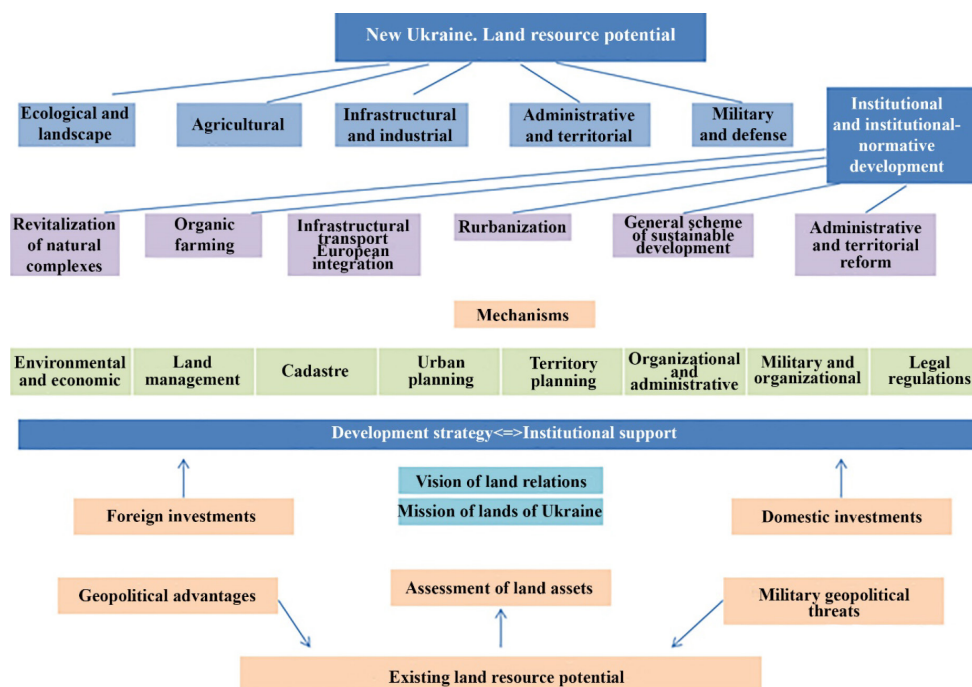 New Ukraine. Land resource potential
Ecological and
landscape
Agricultural
Infrastructural
and industrial
Administrative
and territorial
Military
and defense
Institutional
and institutional-
normative
development
Revitalization
of natural
complexes
Organic
farming
Infrastructural
transport
European
integration
Rurbanization
General scheme
of sustainable
development
Administrative
and territorial
reform
Mechanisms
Environmental
and economic
Land
management
Cadastre
Urban
planning
Territory
planning
Organizational
and
administrative
Military and
organizational
Legal
regulations
Development strategy<=>Institutional support
Vision of land relations
Mission of lands of Ukraine
Foreign investments
Domestic investments
Geopolitical advantages
Assessment of land assets
Military geopolitical
threats
Existing land resource potential